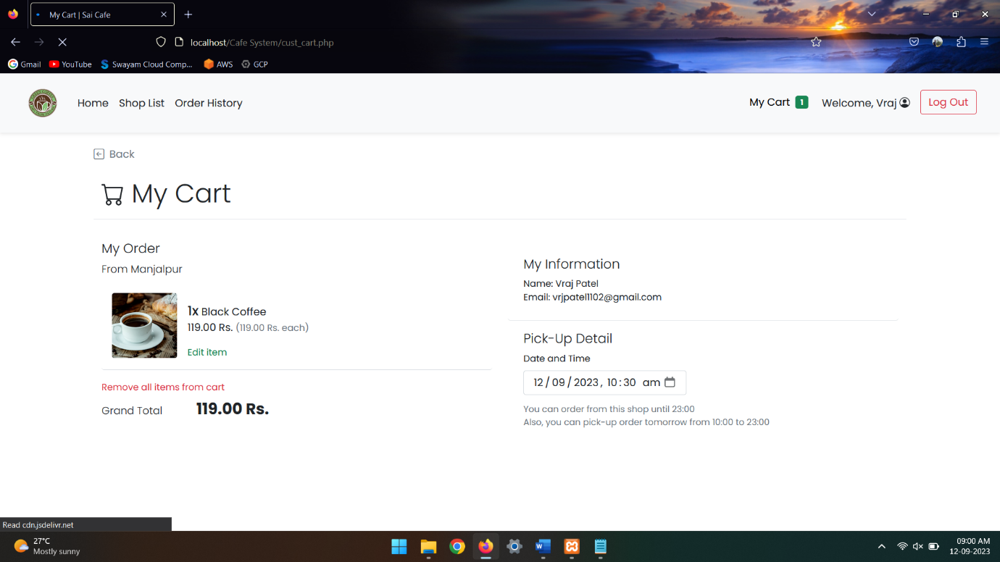 My Cart | Sai Cafe
localhost/Cafe System/cust_cart.php
Gmail YouTube Swayam Cloud Comp... AWS GCP
Home Shop List Order History My Cart 1 Welcome, Vraj Log Out
Back
My Cart
My Order
From Manjalpur
1x Black Coffee
119.00 Rs. (119.00 Rs. each)
Edit item
Remove all items from cart
Grand Total 119.00 Rs.
My Information
Name: Vraj Patel
Email: vrjpatel1102@gmail.com
Pick-Up Detail
Date and Time
12/09/2023, 10:30 am
You can order from this shop until 23:00
Also, you can pick-up order tomorrow from 10:00 to 23:00
Read cdn.jsdelivr.net
27°C
Mostly sunny
09:00 AM
12-09-2023